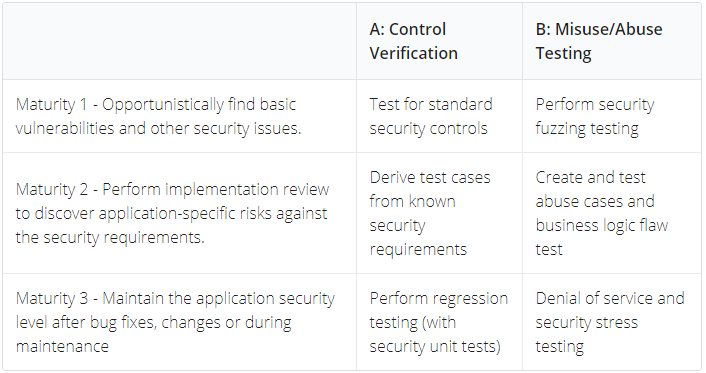 A: Control
Verification
B: Misuse/Abuse
Testing
Maturity 1 - Opportunistically find basic
vulnerabilities and other security issues.
Test for standard
security controls
Perform security
fuzzing testing
Maturity 2 - Perform implementation review
to discover application-specific risks against
the security requirements.
Derive test cases
from known
security
requirements
Create and test
abuse cases and
business logic flaw
test
Maturity 3 - Maintain the application security
level after bug fixes, changes or during
maintenance
Perform regression
testing (with
security unit tests)
Denial of service and
security stress
testing